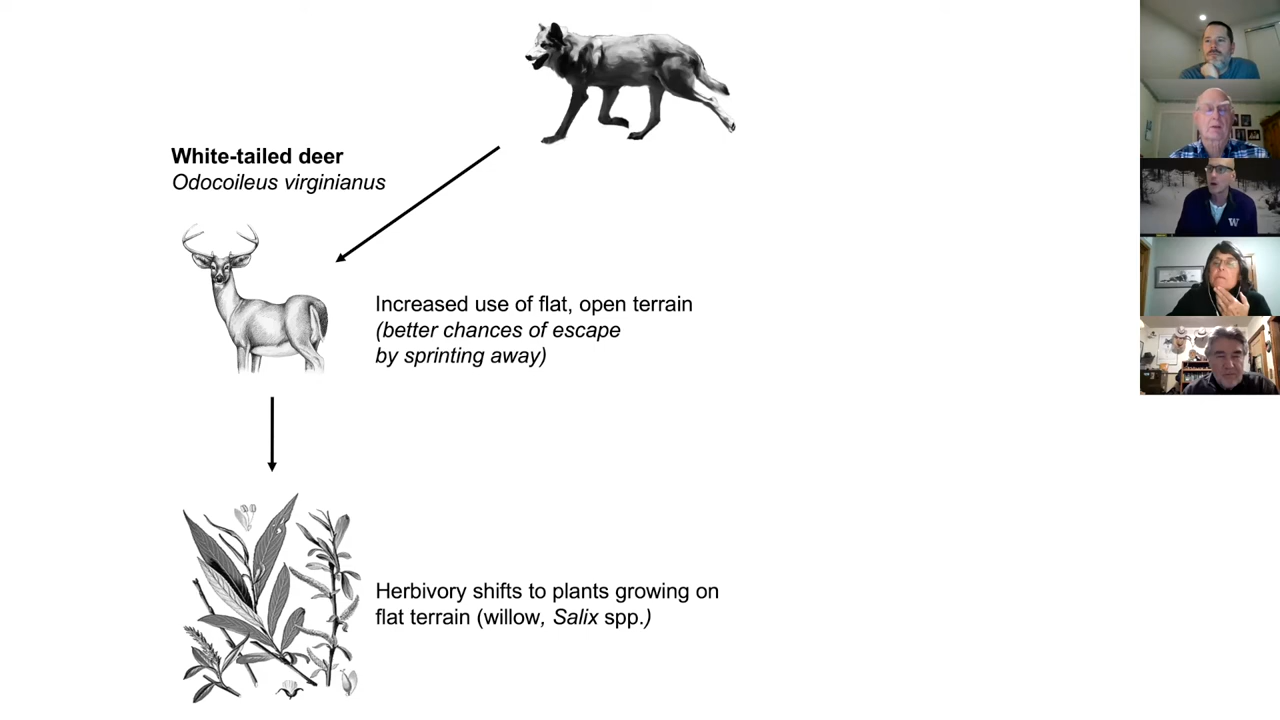 White-tailed deer
Odocoileus virginianus
Increased use of flat, open terrain
(better chances of escape
by sprinting away)
Herbivory shifts to plants growing on
flat terrain (willow, Salix spp.)
W